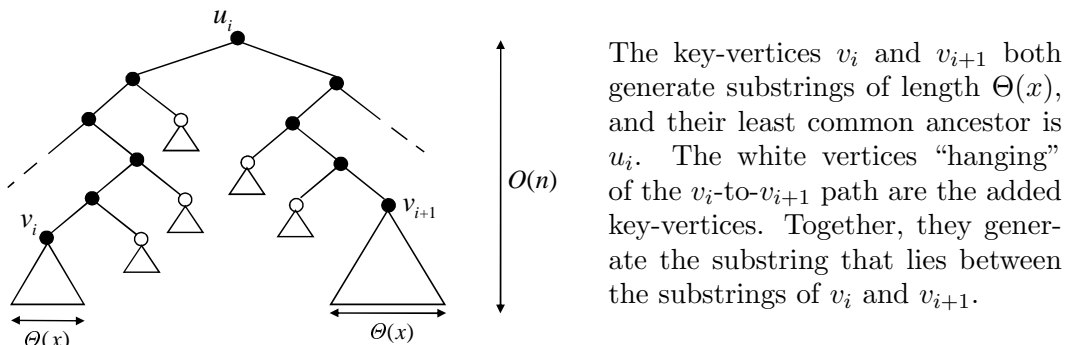 u_i
v_i
v_{i+1}
O(n)
Θ(x)
Θ(x)
The key-vertices v_i and v_{i+1} both
generate substrings of length Θ(x),
and their least common ancestor is
u_i. The white vertices “hanging”
of the v_i-to-v_{i+1} path are the added
key-vertices. Together, they gener-
ate the substring that lies between
the substrings of v_i and v_{i+1}.